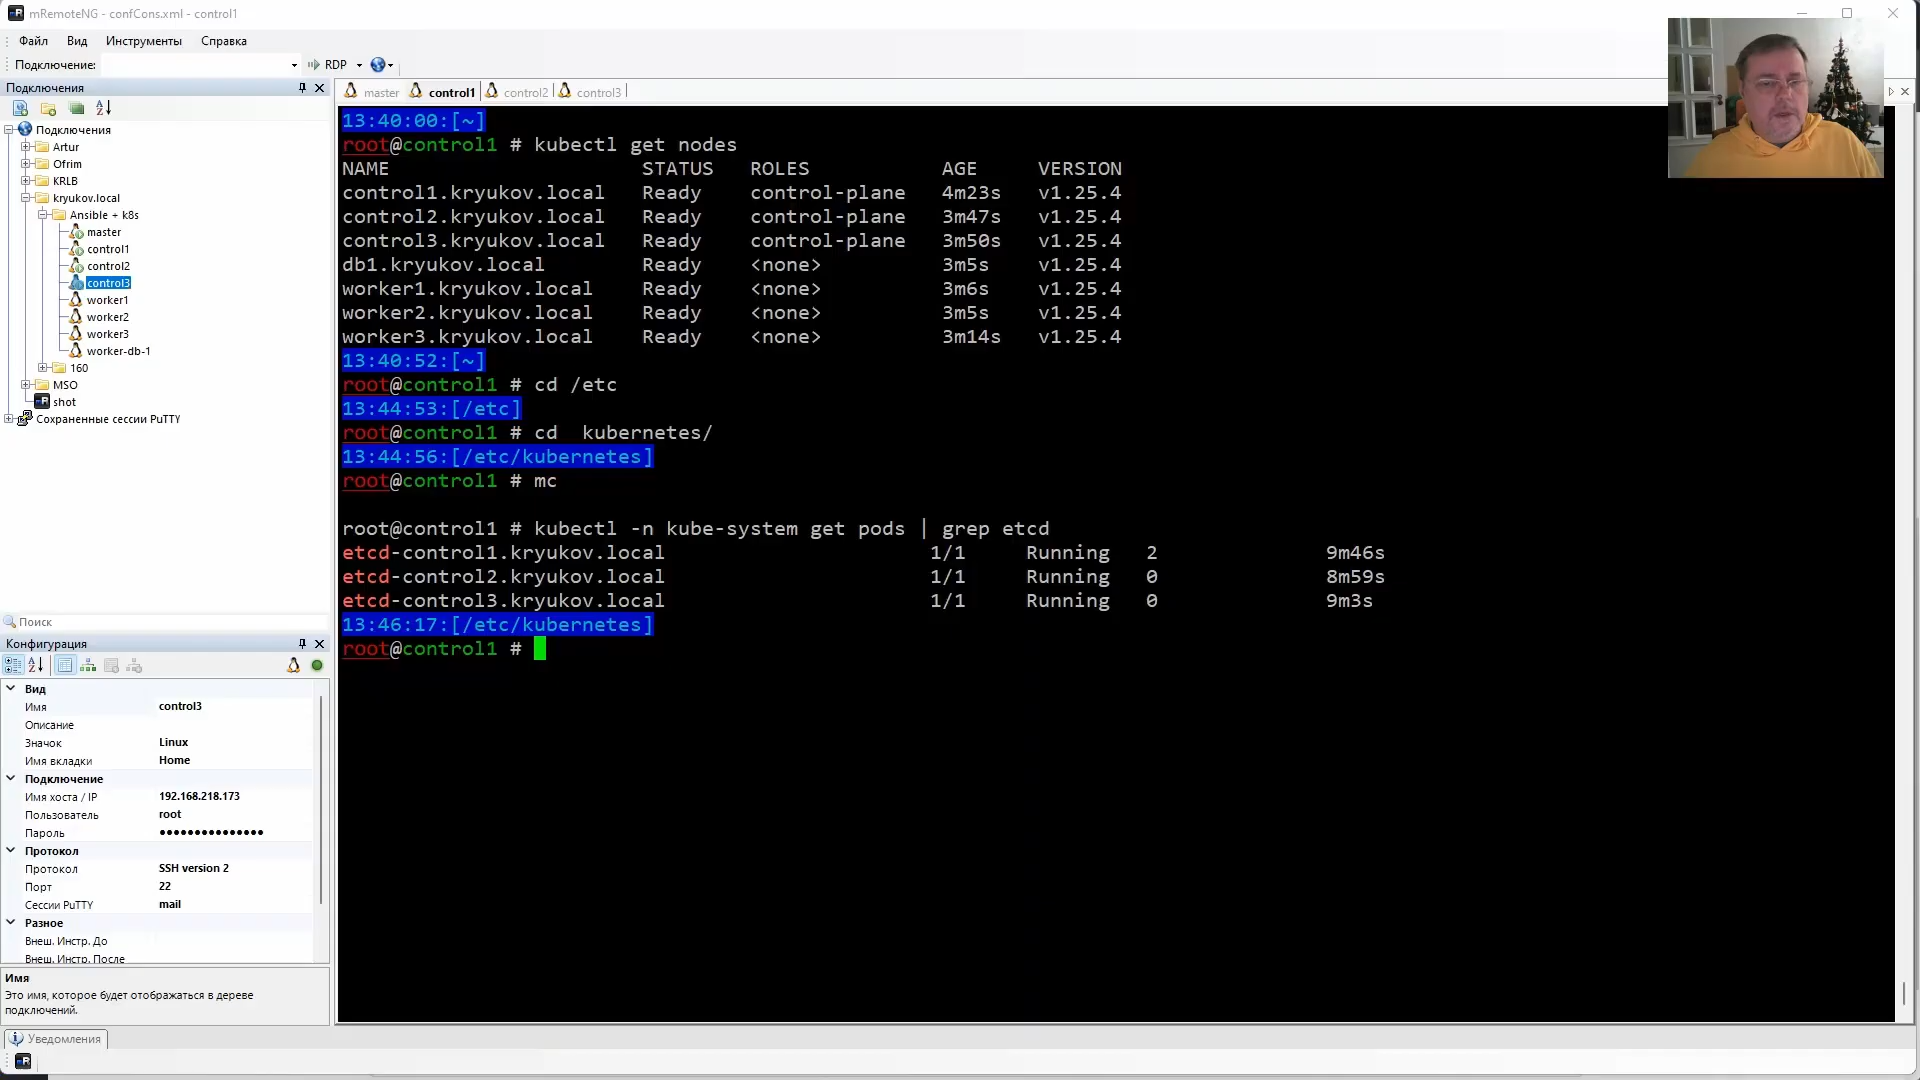 mRemoteNG - confCons.xml - control1
Файл Вид Инструменты Справка
Подключение: RDP
Подключения
Подключения
Artur
Ofrim
KRLB
kryukov.local
Ansible + k8s
master
control1
control2
control3
worker1
worker2
worker3
worker-db-1
160
MSO
shot
Сохраненные сессии PuTTY
Поиск
Конфигурация
Вид
Имя control3
Описание
Значок Linux
Имя вкладки Home
Подключение
Имя хоста / IP 192.168.218.173
Пользователь root
Пароль ●●●●●●●●●●●●●●●
Протокол
Протокол SSH version 2
Порт 22
Сессии PuTTY mail
Разное
Внеш. Инстр. До
Внеш. Инстр. После
Имя
Это имя, которое будет отображаться в дереве
подключений.
Уведомления
master control1 control2 control3
13:40:00:[~]
root@control1 # kubectl get nodes
NAME STATUS ROLES AGE VERSION
control1.kryukov.local Ready control-plane 4m23s v1.25.4
control2.kryukov.local Ready control-plane 3m47s v1.25.4
control3.kryukov.local Ready control-plane 3m50s v1.25.4
db1.kryukov.local Ready <none> 3m5s v1.25.4
worker1.kryukov.local Ready <none> 3m6s v1.25.4
worker2.kryukov.local Ready <none> 3m5s v1.25.4
worker3.kryukov.local Ready <none> 3m14s v1.25.4
13:40:52:[~]
root@control1 # cd /etc
13:44:53:[/etc]
root@control1 # cd  kubernetes/
13:44:56:[/etc/kubernetes]
root@control1 # mc
root@control1 # kubectl -n kube-system get pods | grep etcd
etcd-control1.kryukov.local 1/1 Running 2 9m46s
etcd-control2.kryukov.local 1/1 Running 0 8m59s
etcd-control3.kryukov.local 1/1 Running 0 9m3s
13:46:17:[/etc/kubernetes]
root@control1 #